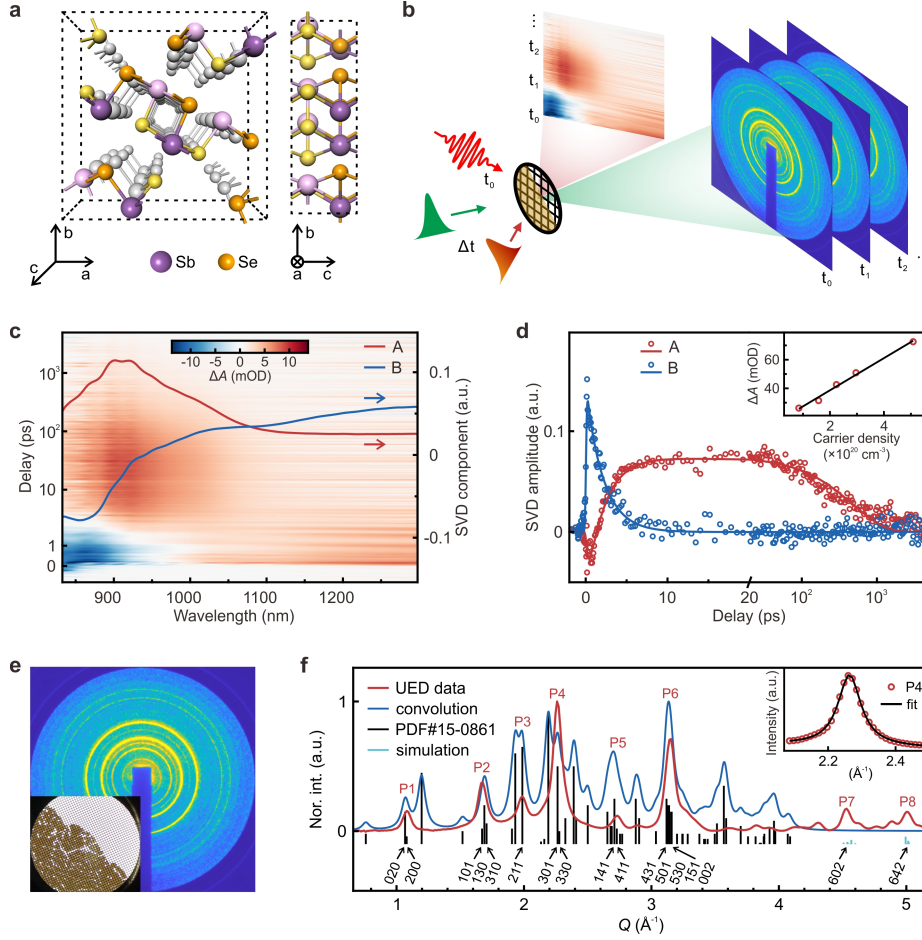 a
b
c
a
b
a
c
Sb
Se
b
⋮
t2
t1
t0
t0
Δt
t0
t1
t2
.
c
A
B
-10
-5
0
5
10
ΔA (mOD)
10³
10²
10
1
0
Delay (ps)
900
1000
1100
1200
Wavelength (nm)
0.1
0
-0.1
SVD component (a.u.)
d
A
B
SVD amplitude (a.u.)
0.1
0
0
10
20
10²
10³
Delay (ps)
ΔA (mOD)
60
40
0
4
Carrier density
(×10²⁰ cm⁻³)
e
f
UED data
convolution
PDF#15-0861
simulation
Nor. int. (a.u.)
1
0
P1
P2
P3
P4
P5
P6
P7
P8
020
200
101
130
310
211
301
330
141
411
431
501
530
151
002
602
642
1
2
3
4
5
Q (Å⁻¹)
Intensity (a.u.)
P4
fit
2.2
2.4
(Å⁻¹)